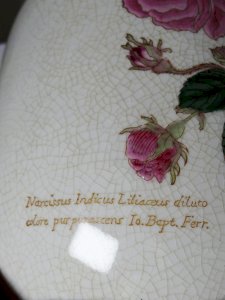 Narcissus Indicus Liliaceus diluto
colore purpurascens Io. Bapt. Ferr.